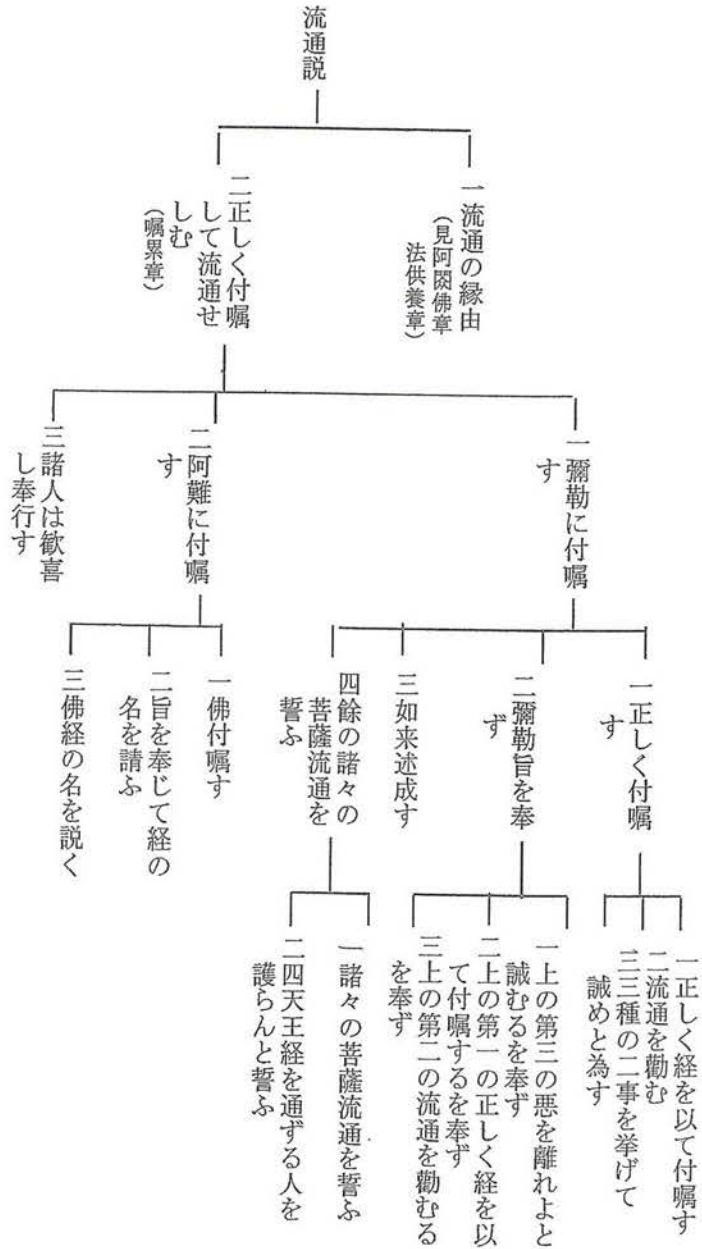 流通説
一流通の縁由
（見阿閦佛章
法供養章）
二正しく付嘱
して流通せ
しむ
（嘱累章）
一彌勒に付嘱
す
二阿難に付嘱
す
三諸人は歓喜
し奉行す
一正しく付嘱
す
二彌勒旨を奉
ず
三如来述成す
四餘の諸々の
菩薩流通を
誓ふ
一佛付嘱す
二旨を奉じて経の
名を請ふ
三佛経の名を説く
一正しく経を以て付嘱す
二流通を勸む
三三種の二事を挙げて
誡めと為す
一上の第三の悪を離れよと
誡むるを奉ず
二上の第一の正しく経を以
て付嘱するを奉ず
三上の第二の流通を勸むる
を奉ず
一諸々の菩薩流通を誓ふ
二四天王経を通ずる人を
護らんと誓ふ